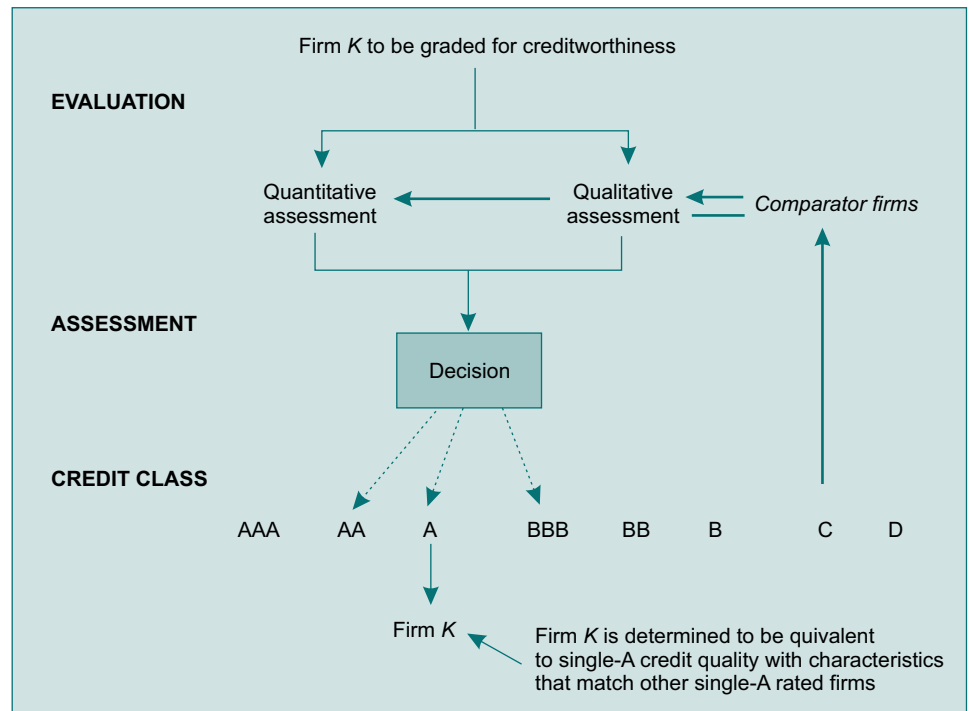 Firm K to be graded for creditworthiness
EVALUATION
Quantitative
assessment
Qualitative
assessment
Comparator firms
ASSESSMENT
Decision
CREDIT CLASS
AAA AA A BBB BB B C D
Firm K
Firm K is determined to be quivalent
to single-A credit quality with characteristics
that match other single-A rated firms